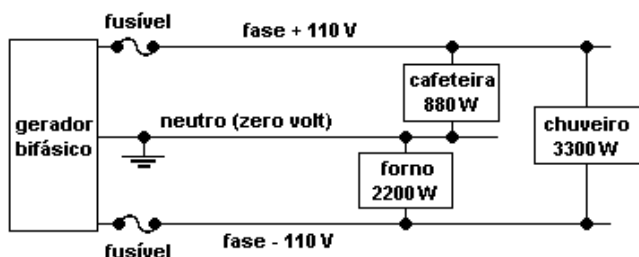 fusível
fase + 110 V
cafeteira
880 W
neutro (zero volt)
gerador
bifásico
chuveiro
3300 W
forno
2200 W
fase - 110 V
fusível